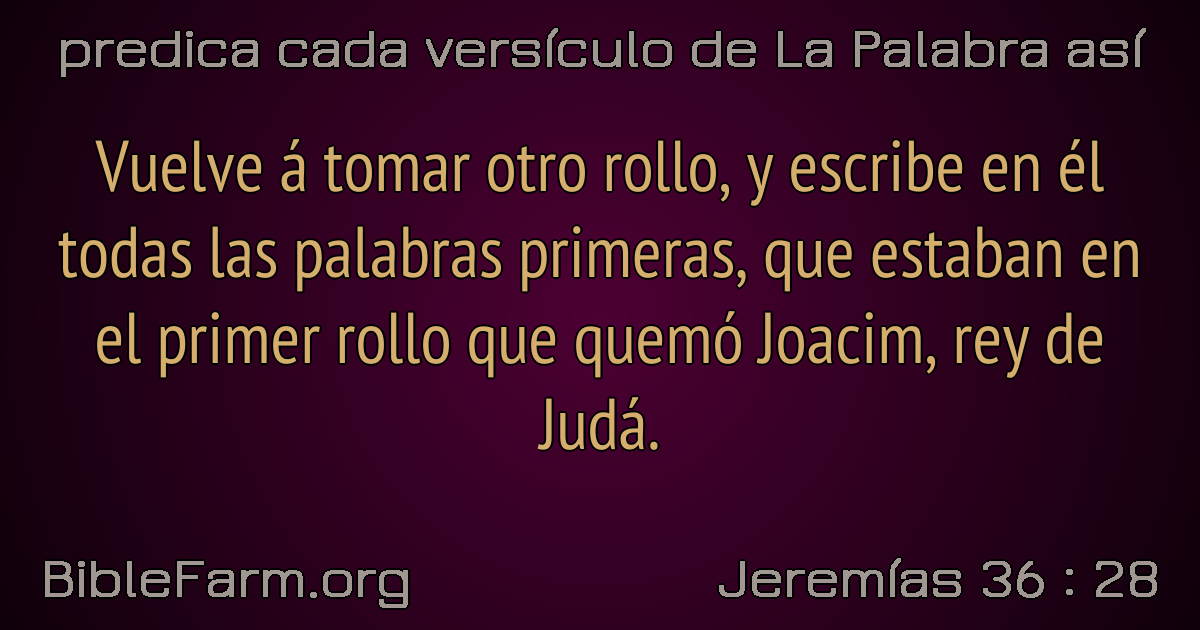 predica cada versículo de La Palabra así
Vuelve á tomar otro rollo, y escribe en él
todas las palabras primeras, que estaban en
el primer rollo que quemó Joacim, rey de
Judá.
BibleFarm.org
Jeremías 36 : 28